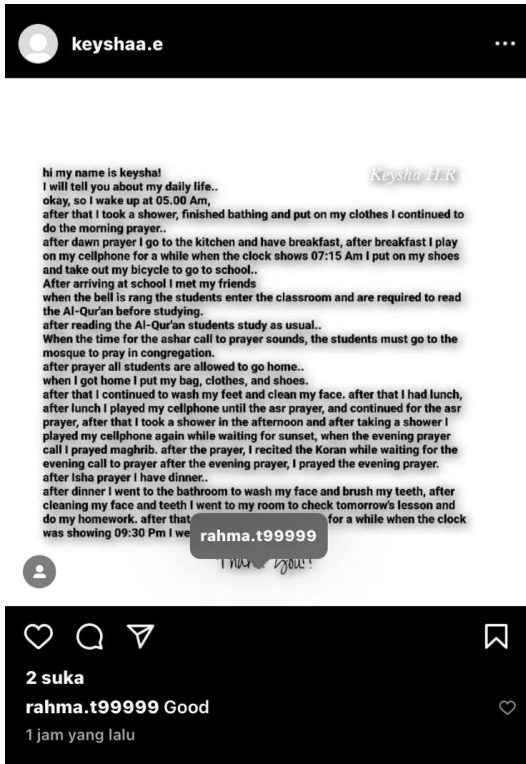 keyshaa.e
Keysha H.R
hi my name is keysha!
I will tell you about my daily life..
okay, so I wake up at 05.00 Am,
after that I took a shower, finished bathing and put on my clothes I continued to
do the morning prayer..
after dawn prayer I go to the kitchen and have breakfast, after breakfast I play
on my cellphone for a while when the clock shows 07:15 Am I put on my shoes
and take out my bicycle to go to school..
After arriving at school I met my friends
when the bell is rang the students enter the classroom and are required to read
the Al-Qur'an before studying.
after reading the Al-Qur'an students study as usual..
When the time for the ashar call to prayer sounds, the students must go to the
mosque to pray in congregation.
after prayer all students are allowed to go home..
when I got home I put my bag, clothes, and shoes.
after that I continued to wash my feet and clean my face. after that I had lunch,
after lunch I played my cellphone until the asr prayer, and continued for the asr
prayer, after that I took a shower in the afternoon and after taking a shower I
played my cellphone again while waiting for sunset, when the evening prayer
call I prayed maghrib. after the prayer, I recited the Koran while waiting for the
evening call to prayer after the evening prayer, I prayed the evening prayer.
after Isha prayer I have dinner..
after dinner I went to the bathroom to wash my face and brush my teeth, after
cleaning my face and teeth I went to my room to check tomorrow's lesson and
do my homework. after that for a while when the clock
was showing 09:30 Pm I
rahma.t99999
Thank You!!
2 suka
rahma.t99999 Good
1 jam yang lalu